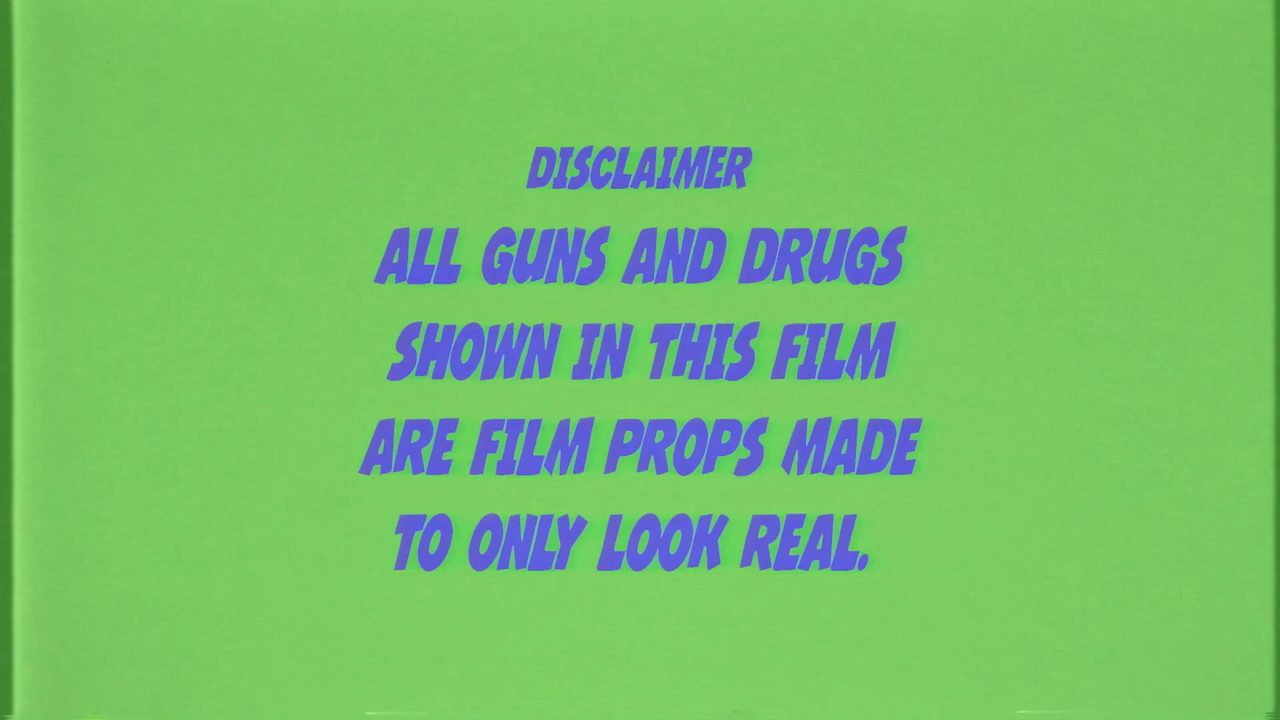 DISCLAIMER
ALL GUNS AND DRUGS
SHOWN IN THIS FILM
ARE FILM PROPS MADE
TO ONLY LOOK REAL.